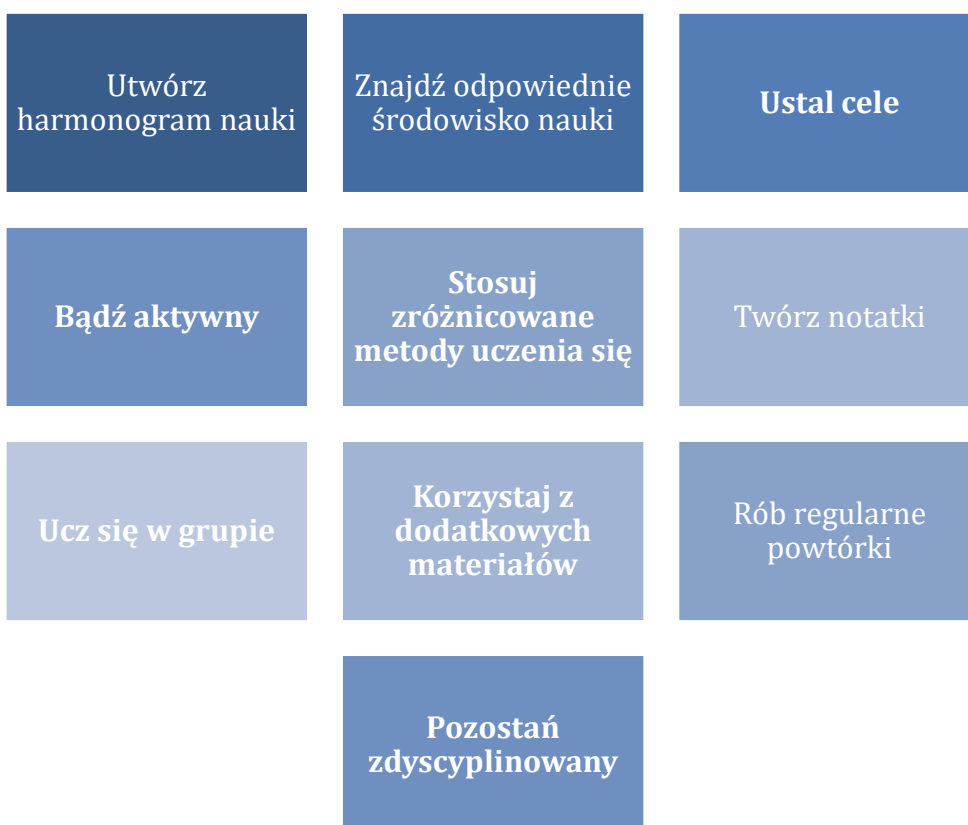 Utwórz
harmonogram nauki
Znajdź odpowiednie
środowisko nauki
Ustal cele
Bądź aktywny
Stosuj
zróżnicowane
metody uczenia się
Twórz notatki
Ucz się w grupie
Korzystaj z
dodatkowych
materiałów
Rób regularne
powtórki
Pozostań
zdyscyplinowany